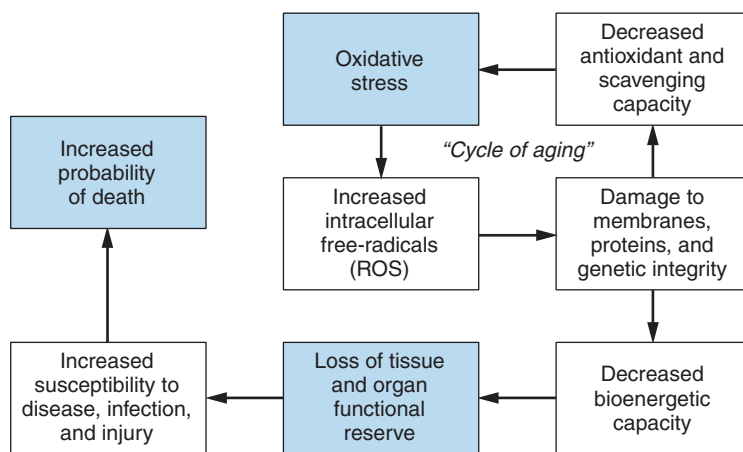 Oxidative
stress
Decreased
antioxidant and
scavenging
capacity
Increased
probability
of death
“Cycle of aging”
Increased
intracellular
free-radicals
(ROS)
Damage to
membranes,
proteins, and
genetic integrity
Increased
susceptibility to
disease, infection,
and injury
Loss of tissue
and organ
functional
reserve
Decreased
bioenergetic
capacity